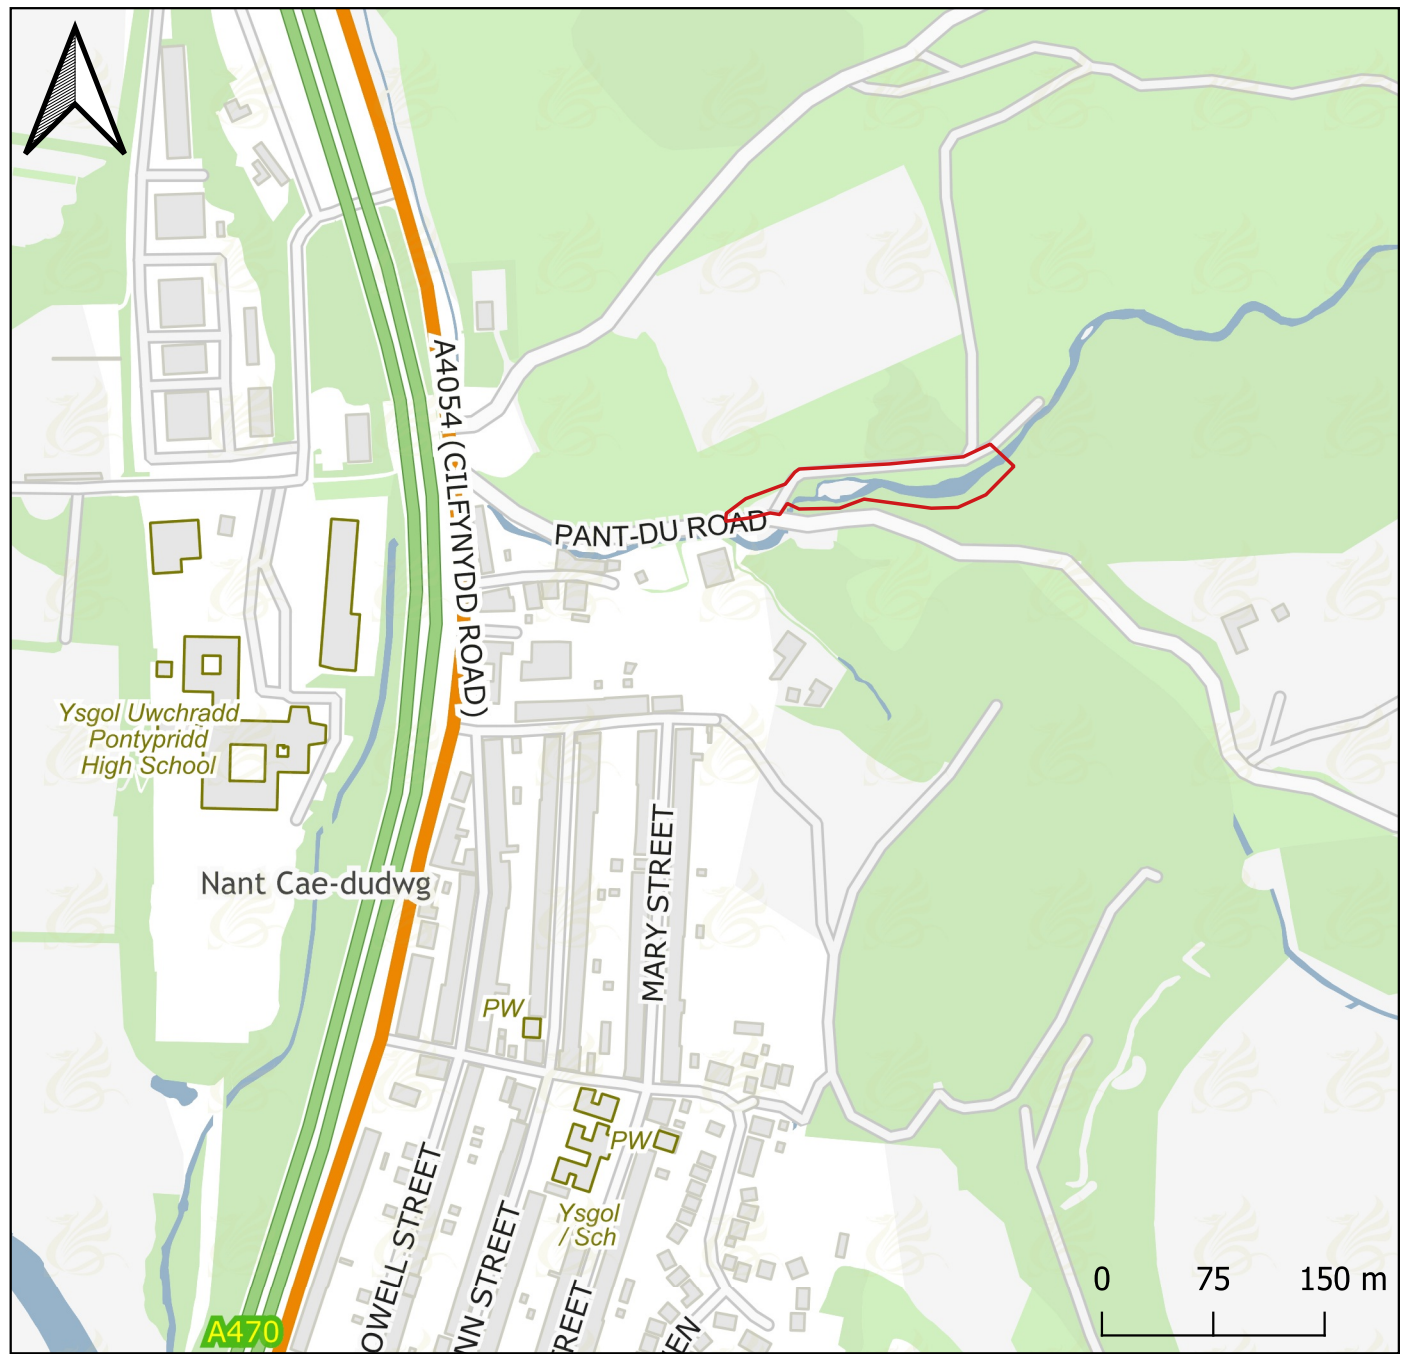 A4054 (CILFYNYDD ROAD)
PANT-DU ROAD
Ysgol Uwchradd
Pontypridd
High School
MARY STREET
Nant Cae-dudwg
PW
PW
Ysgol
/ Sch
OWELL STREET
NN STREET
REET
EN
A470
0 75 150 m